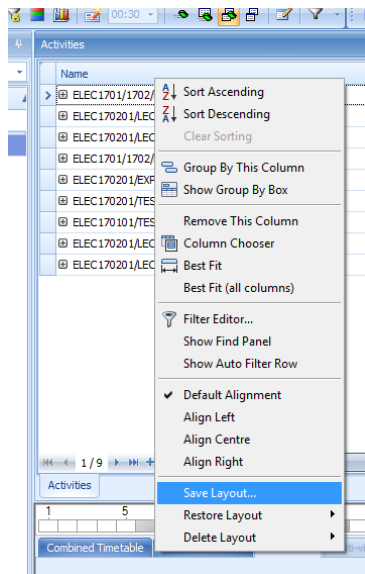 00:30
Activities
Name
ELEC1701/1702/
ELEC170201/LEC
ELEC170201/LEC
ELEC1701/1702/
ELEC170201/EXP
ELEC170201/TES
ELEC170101/TES
ELEC170201/LEC
ELEC170201/LEC
Sort Ascending
Sort Descending
Clear Sorting
Group By This Column
Show Group By Box
Remove This Column
Column Chooser
Best Fit
Best Fit (all columns)
Filter Editor...
Show Find Panel
Show Auto Filter Row
Default Alignment
Align Left
Align Centre
Align Right
Save Layout...
Restore Layout
Delete Layout
1/9
Activities
1 5
Combined Timetable